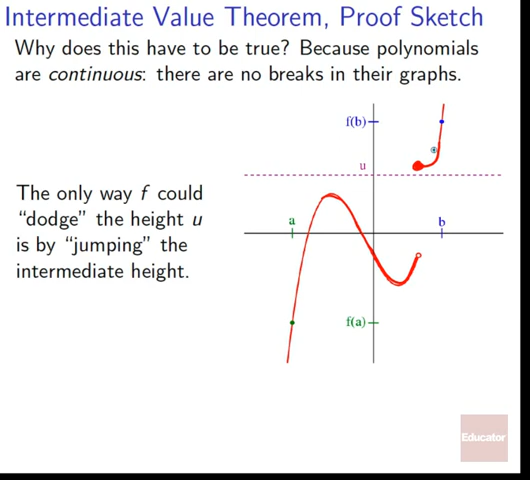 Intermediate Value Theorem, Proof Sketch
Why does this have to be true? Because polynomials
are continuous: there are no breaks in their graphs.
f(b)
u
The only way f could
“dodge” the height u
is by “jumping” the
intermediate height.
a
b
f(a)
Educator